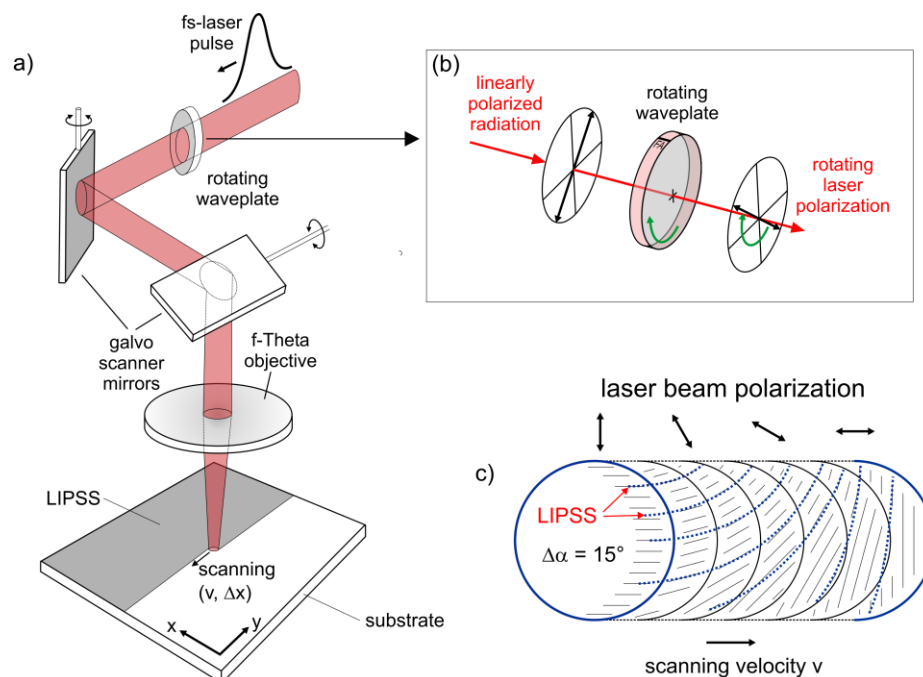 a)
fs-laser
pulse
rotating
waveplate
galvo
scanner
mirrors
f-Theta
objective
LIPSS
scanning
(v, Δx)
x
y
substrate
(b)
linearly
polarized
radiation
rotating
waveplate
FA
rotating
laser
polarization
laser beam polarization
c)
LIPSS
Δα = 15°
scanning velocity v